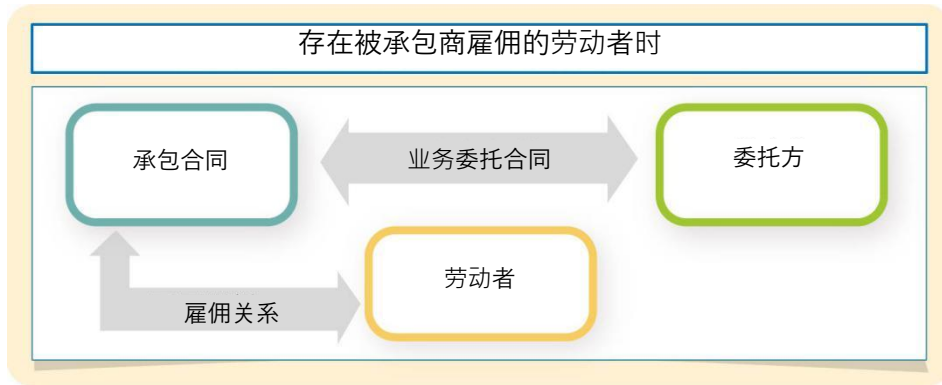 存在被承包商雇佣的劳动者时
承包合同
业务委托合同
委托方
劳动者
雇佣关系